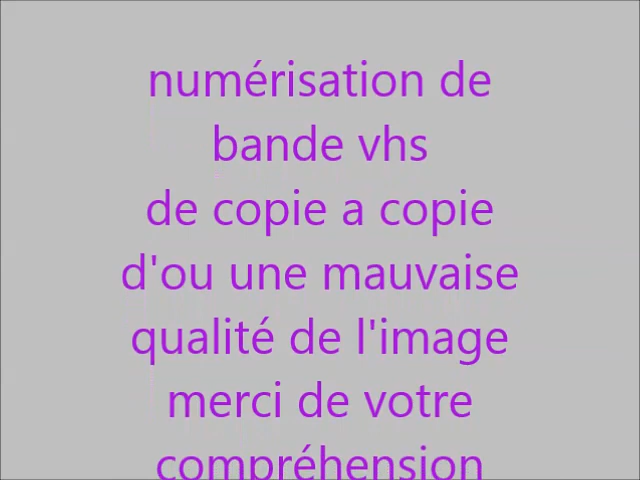 numérisation de
bande vhs
de copie a copie
d'ou une mauvaise
qualité de l'image
merci de votre
compréhension